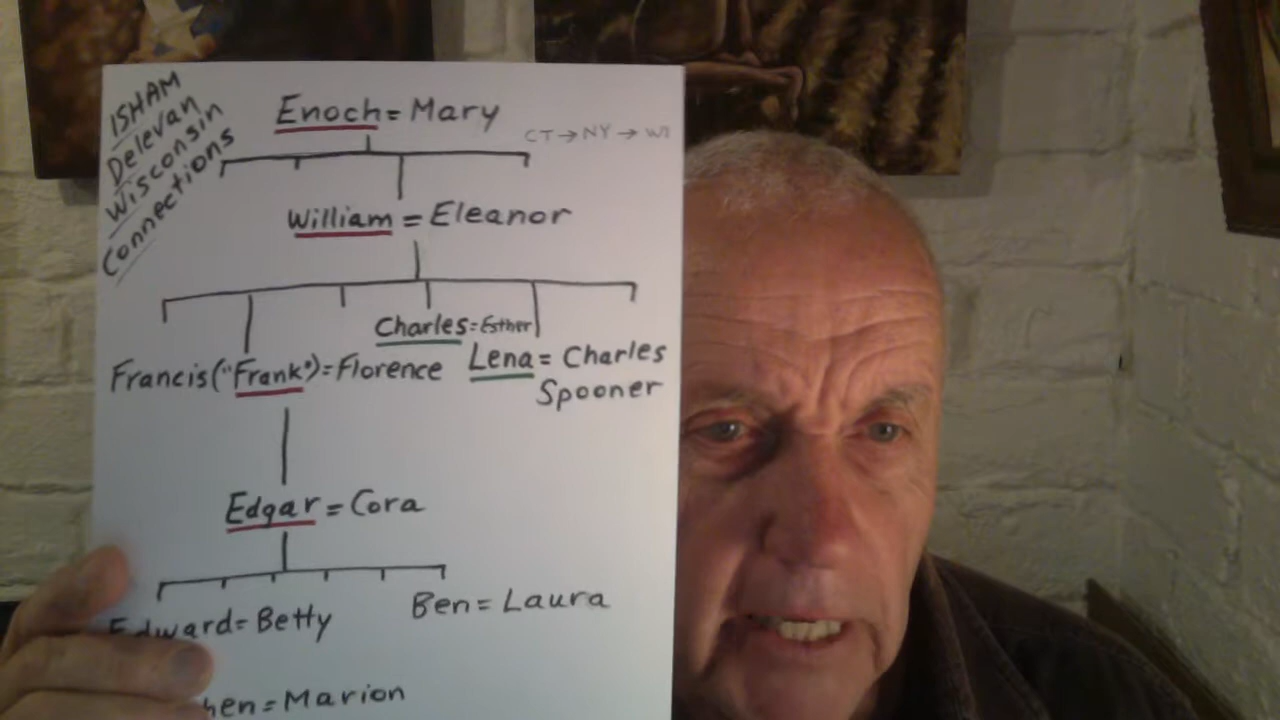 ISHAM
Delevan
Wisconsin
Connections
Enoch = Mary
CT → NY → WI
William = Eleanor
Charles = Esther
Francis ("Frank") = Florence
Lena = Charles
Spooner
Edgar = Cora
Edward = Betty
Ben = Laura
= Marion